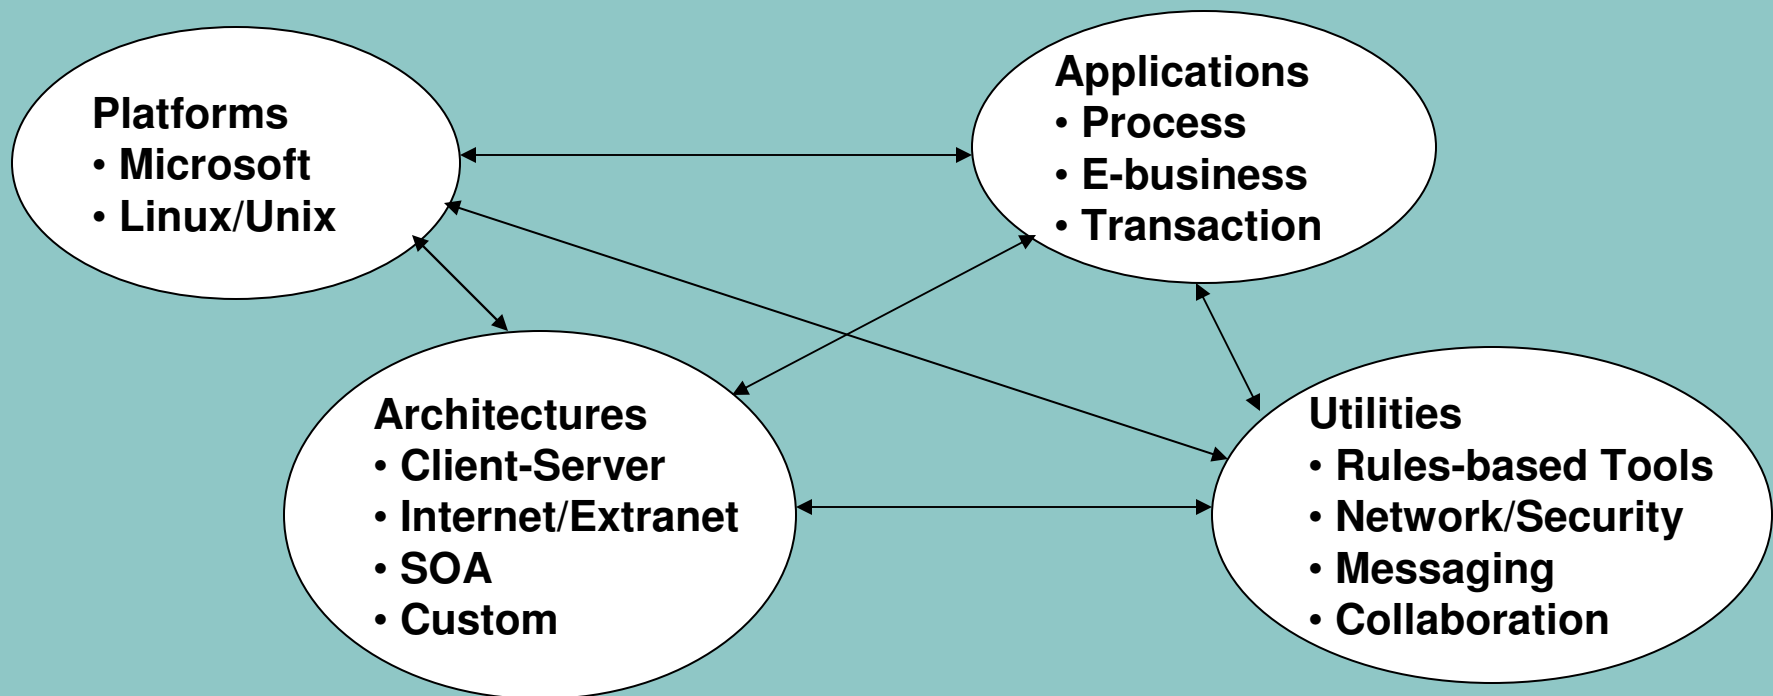 Platforms
• Microsoft
• Linux/Unix
Applications
• Process
• E-business
• Transaction
Architectures
• Client-Server
• Internet/Extranet
• SOA
• Custom
Utilities
• Rules-based Tools
• Network/Security
• Messaging
• Collaboration